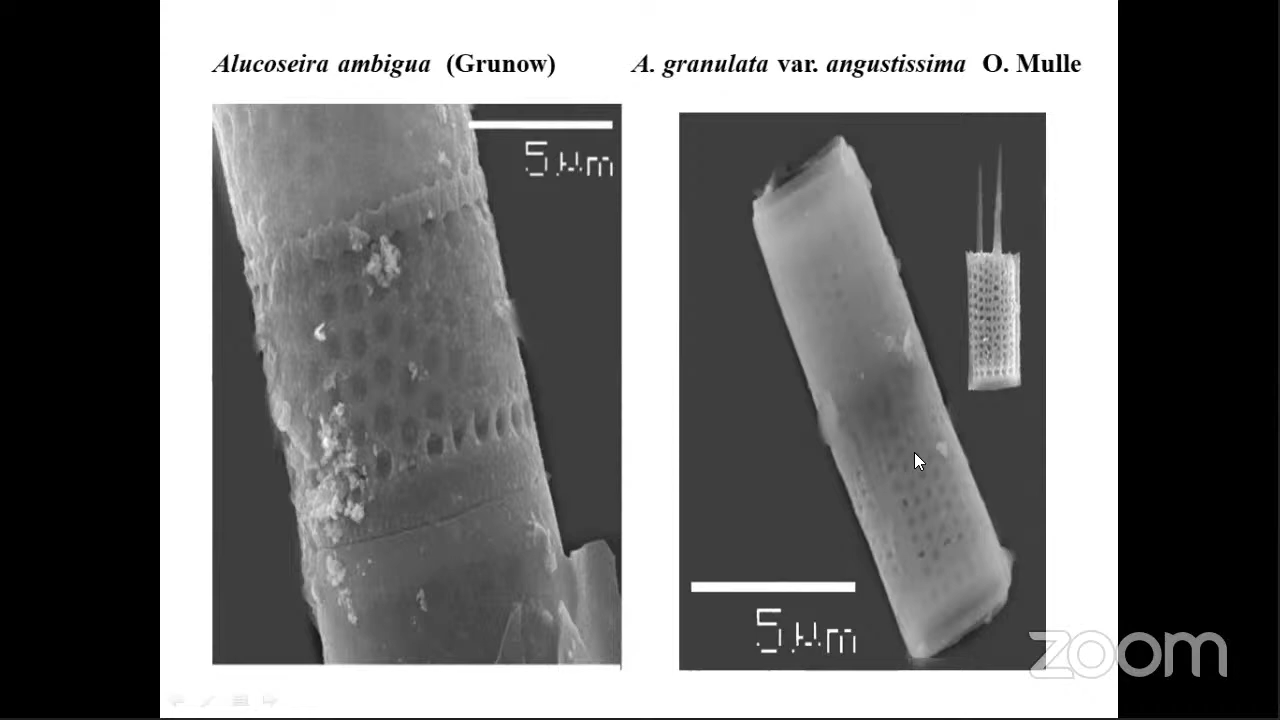 Alucoseira ambigua (Grunow)
A. granulata var. angustissima O. Mulle
5 μm
5 μm
zoom